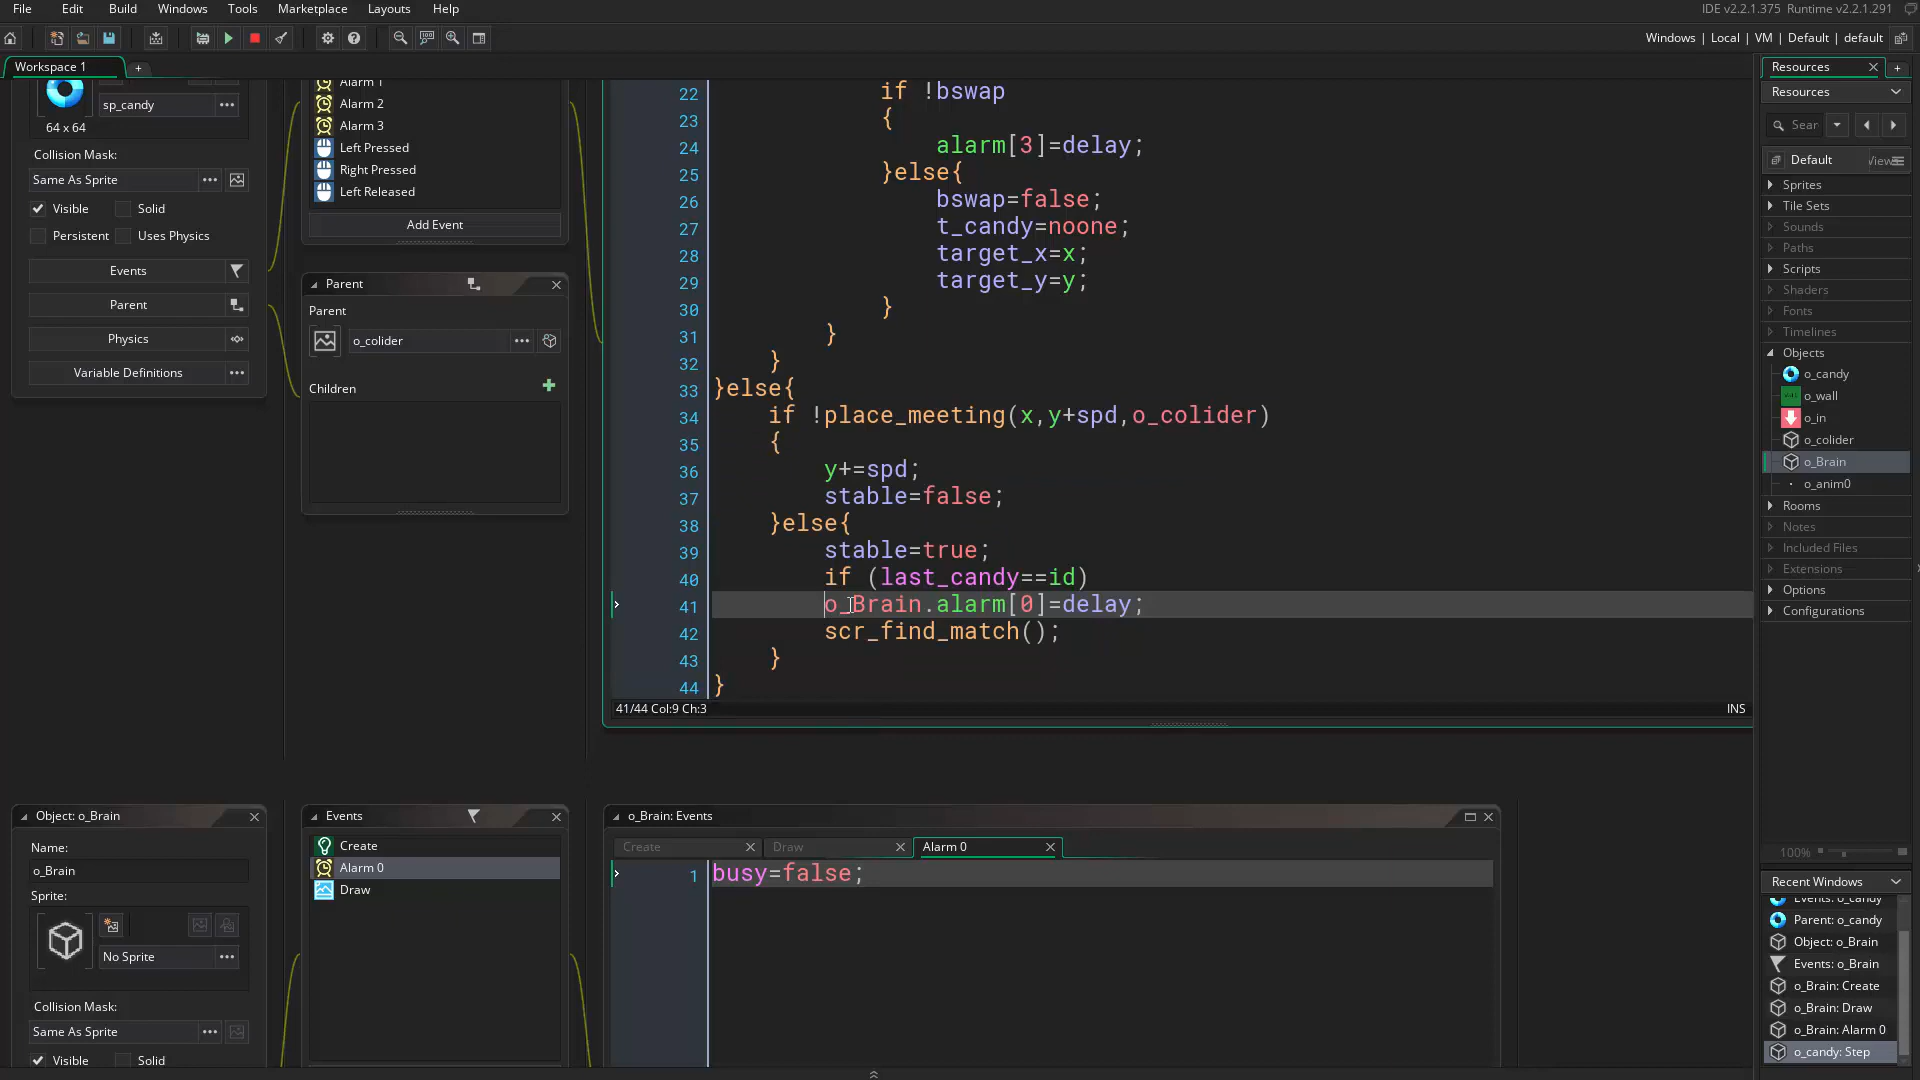 File Edit Build Windows Tools Marketplace Layouts Help
IDE v2.2.1.375 Runtime v2.2.1.291
Windows | Local | VM | Default | default
Workspace 1
sp_candy
64 x 64
Collision Mask:
Same As Sprite
Visible Solid
Persistent Uses Physics
Events
Parent
Physics
Variable Definitions
Alarm 1
Alarm 2
Alarm 3
Left Pressed
Right Pressed
Left Released
Add Event
Parent
Parent
o_colider
Children
22 if !bswap
23 {
24 alarm[3]=delay;
25 }else{
26 bswap=false;
27 t_candy=noone;
28 target_x=x;
29 target_y=y;
30 }
31 }
32 }
33 }else{
34 if !place_meeting(x,y+spd,o_colider)
35 {
36 y+=spd;
37 stable=false;
38 }else{
39 stable=true;
40 if (last_candy==id)
41 o_Brain.alarm[0]=delay;
42 scr_find_match();
43 }
44 }
41/44 Col:9 Ch:3
INS
Object: o_Brain
Name:
o_Brain
Sprite:
No Sprite
Collision Mask:
Same As Sprite
Visible Solid
Events
Create
Alarm 0
Draw
o_Brain: Events
Create
Draw
Alarm 0
1 busy=false;
Resources
Resources
Sear
Default
View
Sprites
Tile Sets
Sounds
Paths
Scripts
Shaders
Fonts
Timelines
Objects
o_candy
o_wall
o_in
o_colider
o_Brain
o_anim0
Rooms
Notes
Included Files
Extensions
Options
Configurations
100%
Recent Windows
Events: o_candy
Parent: o_candy
Object: o_Brain
Events: o_Brain
o_Brain: Create
o_Brain: Draw
o_Brain: Alarm 0
o_candy: Step